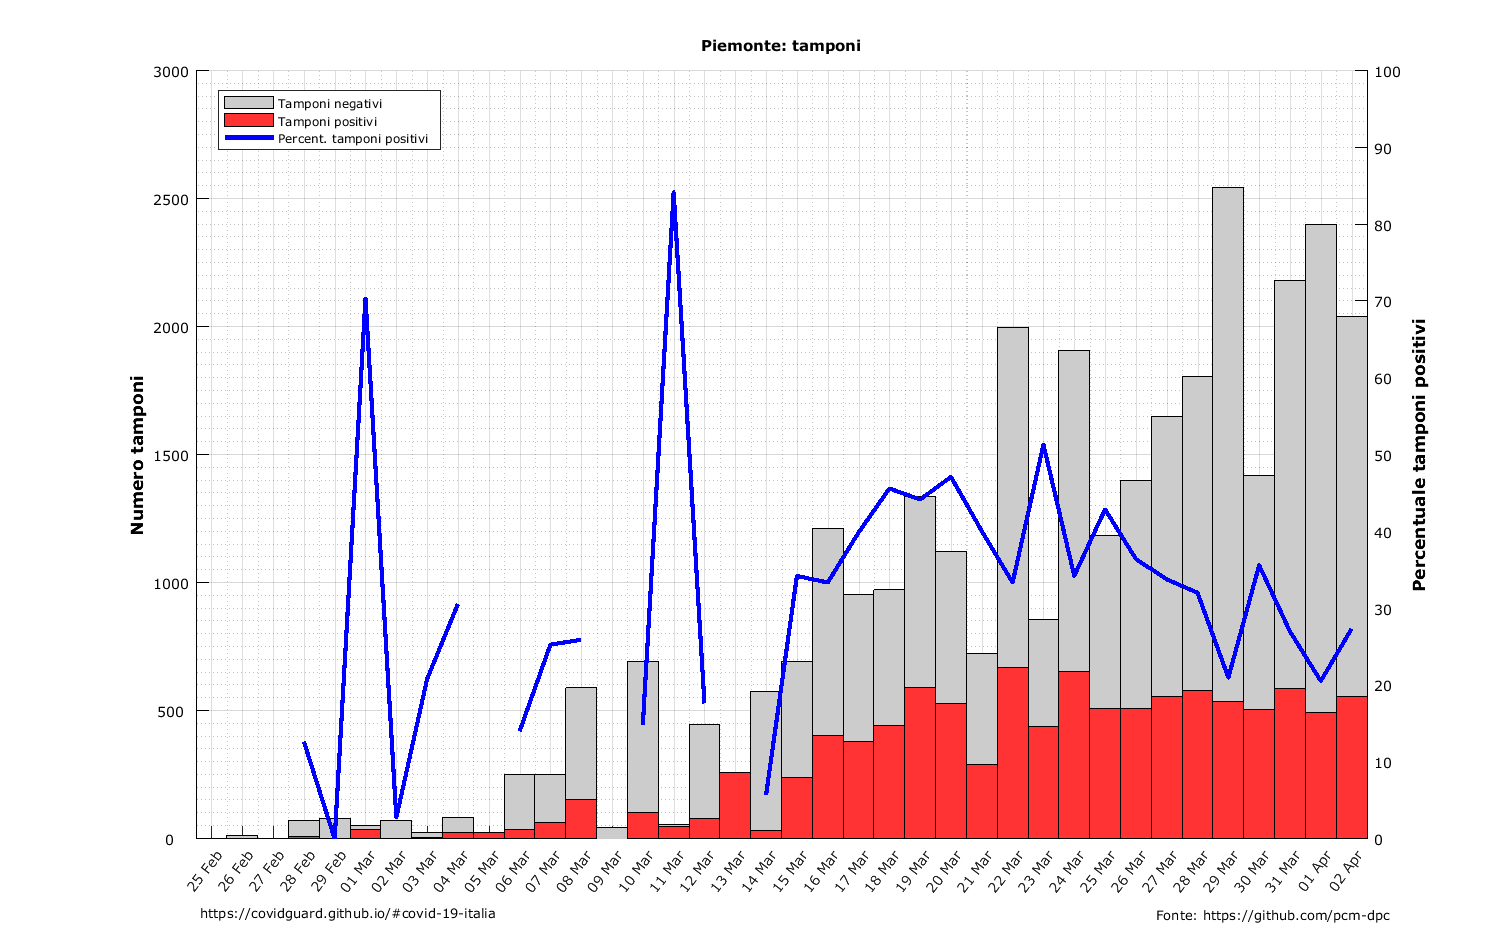 Piemonte: tamponi
3000
2500
2000
1500
1000
500
0
Numero tamponi
Tamponi negativi
Tamponi positivi
Percent. tamponi positivi
100
90
80
70
60
50
40
30
20
10
0
Percentuale tamponi positivi
25 Feb
26 Feb
27 Feb
28 Feb
29 Feb
01 Mar
02 Mar
03 Mar
04 Mar
05 Mar
06 Mar
07 Mar
08 Mar
09 Mar
10 Mar
11 Mar
12 Mar
13 Mar
14 Mar
15 Mar
16 Mar
17 Mar
18 Mar
19 Mar
20 Mar
21 Mar
22 Mar
23 Mar
24 Mar
25 Mar
26 Mar
27 Mar
28 Mar
29 Mar
30 Mar
31 Mar
01 Apr
02 Apr
https://covidguard.github.io/#covid-19-italia
Fonte: https://github.com/pcm-dpc